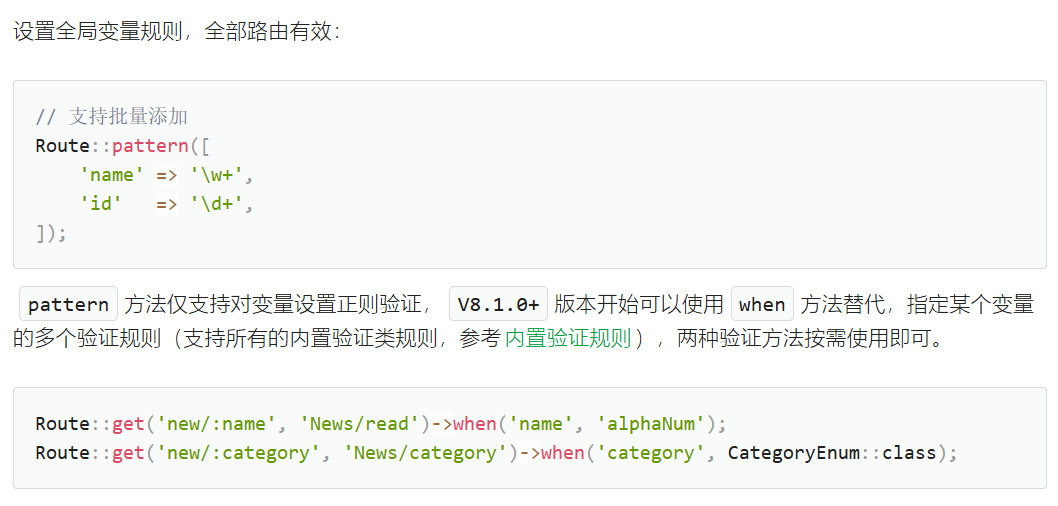 设置全局变量规则，全部路由有效：
// 支持批量添加
Route::pattern([
    'name' => '\w+',
    'id'   => '\d+',
]);
pattern 方法仅支持对变量设置正则验证， V8.1.0+ 版本开始可以使用 when 方法替代，指定某个变量
的多个验证规则（支持所有的内置验证类规则，参考内置验证规则），两种验证方法按需使用即可。
Route::get('new/:name', 'News/read')->when('name', 'alphaNum');
Route::get('new/:category', 'News/category')->when('category', CategoryEnum::class);